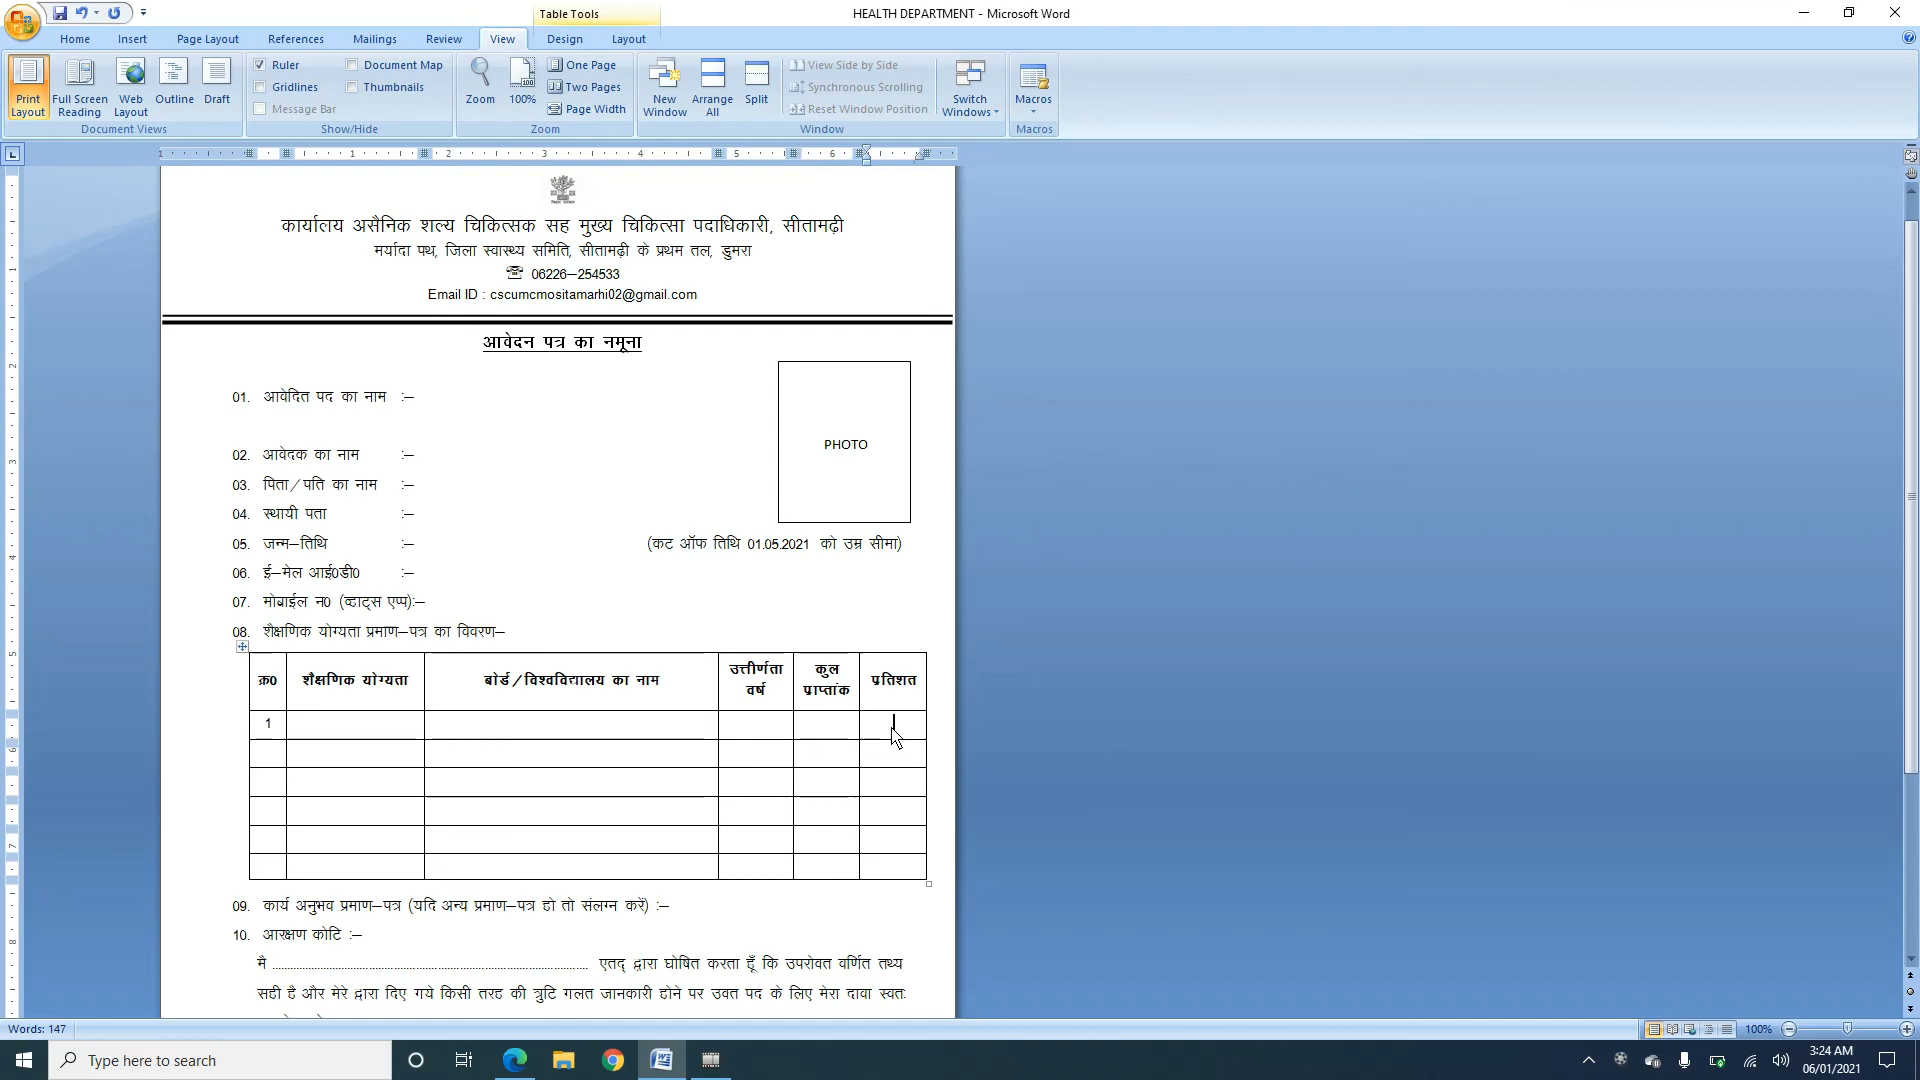 Table Tools
HEALTH DEPARTMENT - Microsoft Word
Home Insert Page Layout References Mailings Review View Design Layout
Print Layout
Full Screen Reading
Web Layout
Outline
Draft
Document Views
Ruler
Gridlines
Message Bar
Document Map
Thumbnails
Show/Hide
Zoom
100%
One Page
Two Pages
Page Width
Zoom
New Window
Arrange All
Split
View Side by Side
Synchronous Scrolling
Reset Window Position
Window
Switch Windows
Macros
Macros
कार्यालय असैनिक शल्य चिकित्सक सह मुख्य चिकित्सा पदाधिकारी, सीतामढ़ी
मर्यादा पथ, जिला स्वास्थ्य समिति, सीतामढ़ी के प्रथम तल, डुमरा
☏ 06226–254533
Email ID : cscumcmositamarhi02@gmail.com
आवेदन पत्र का नमूना
PHOTO
01. आवेदित पद का नाम :–
02. आवेदक का नाम :–
03. पिता/पति का नाम :–
04. स्थायी पता :–
05. जन्म–तिथि :– (कट ऑफ तिथि 01.05.2021 को उम्र सीमा)
06. ई–मेल आई0डी0 :–
07. मोबाईल न0 (व्हाट्स एप्प):–
08. शैक्षणिक योग्यता प्रमाण–पत्र का विवरण–
क्र0 शैक्षणिक योग्यता बोर्ड/विश्वविद्यालय का नाम उत्तीर्णता वर्ष कुल प्राप्तांक प्रतिशत
1
09. कार्य अनुभव प्रमाण–पत्र (यदि अन्य प्रमाण–पत्र हो तो संलग्न करें) :–
10. आरक्षण कोटि :–
मै ........................................................................................ एतद् द्वारा घोषित करता हूँ कि उपरोक्त वर्णित तथ्य
सही है और मेरे द्वारा दिए गये किसी तरह की त्रुटि गलत जानकारी होने पर उक्त पद के लिए मेरा दावा स्वतः
Words: 147
100%
Type here to search
3:24 AM
06/01/2021